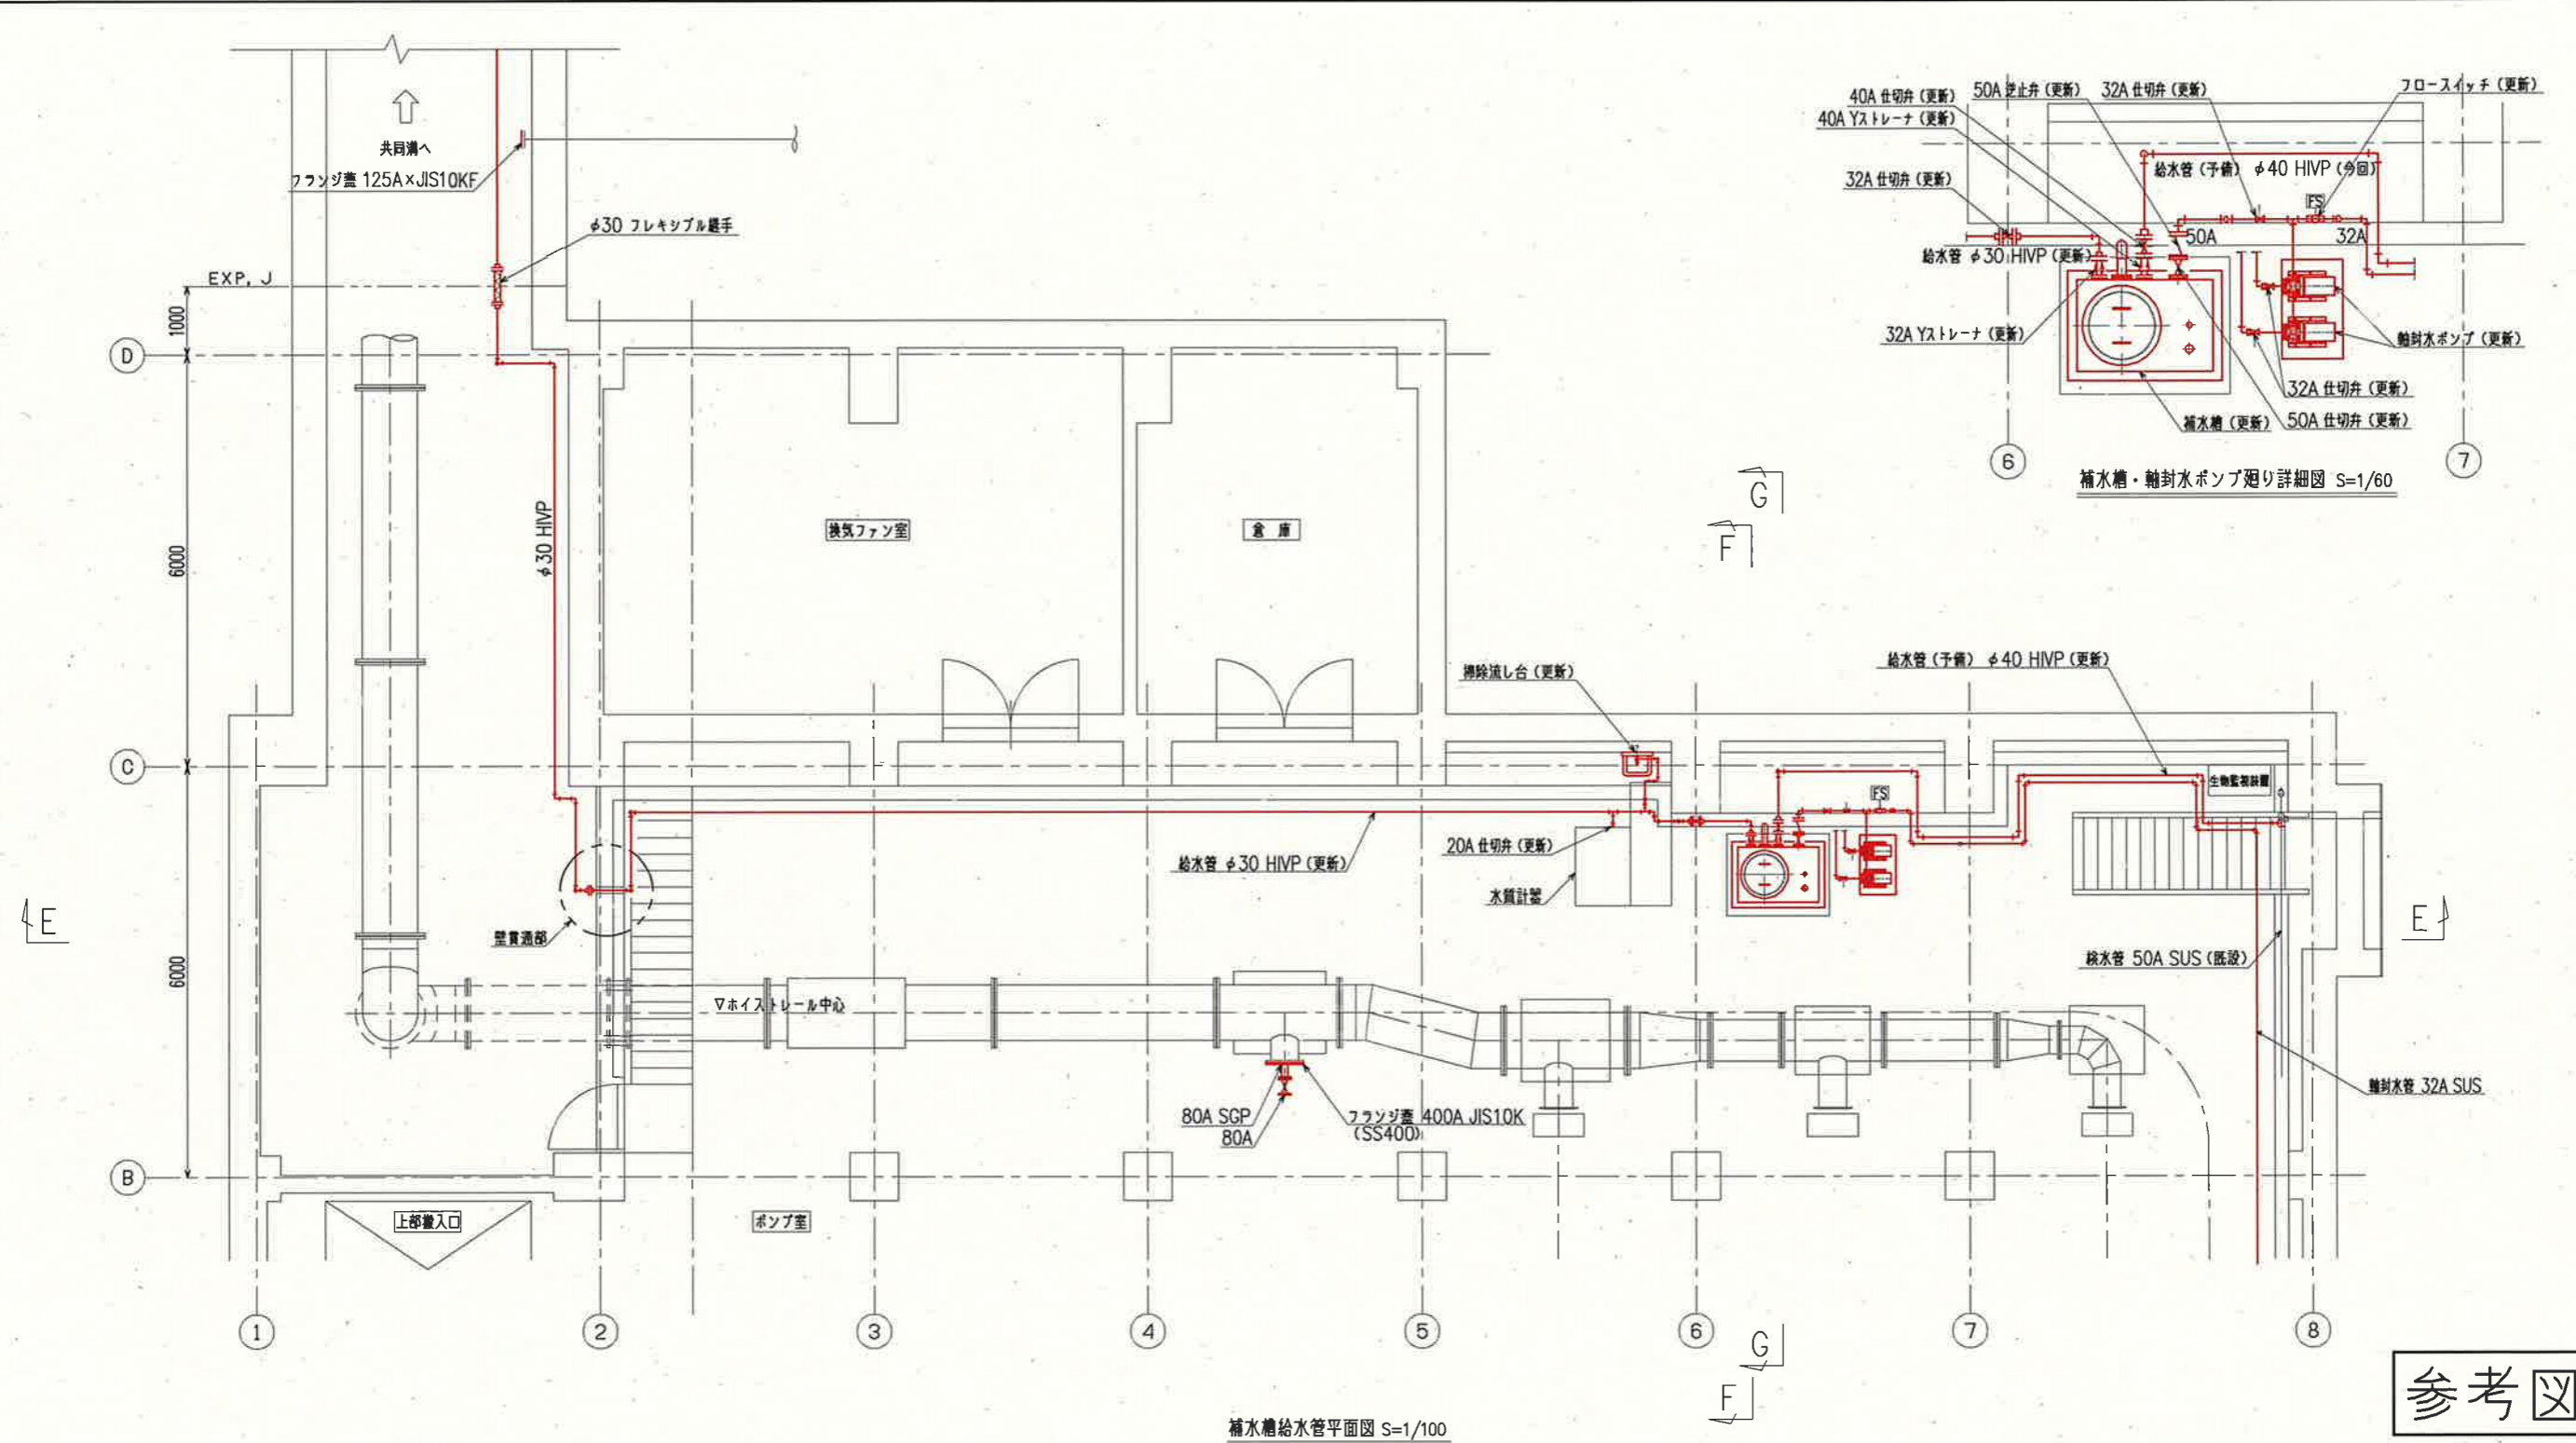 共同溝へ
フランジ蓋 125A×JIS10KF
φ30 フレキシブル継手
EXP, J
1000
D
6000
φ30 HIVP
換気ファン室
倉 庫
C
6000
B
40A 仕切弁 (更新)
50A 逆止弁 (更新)
32A 仕切弁 (更新)
フロースイッチ (更新)
40A Yストレーナ (更新)
32A 仕切弁 (更新)
給水管 (予備) φ40 HIVP (今回)
FS
50A
32A
給水管 φ30 HIVP (更新)
32A Yストレーナ (更新)
軸封水ポンプ (更新)
32A 仕切弁 (更新)
補水槽 (更新)
50A 仕切弁 (更新)
6
7
補水槽・軸封水ポンプ廻り詳細図 S=1/60
G
F
掃除流し台 (更新)
給水管 (予備) φ40 HIVP (更新)
生物監視装置
FS
20A 仕切弁 (更新)
給水管 φ30 HIVP (更新)
水質計器
壁貫通部
E
E
検水管 50A SUS (既設)
▽ホイストレール中心
軸封水管 32A SUS
80A SGP
80A
フランジ蓋 400A JIS10K
(SS400)
上部搬入口
ポンプ室
1
2
3
4
5
6
7
8
G
F
参考図
補水槽給水管平面図 S=1/100